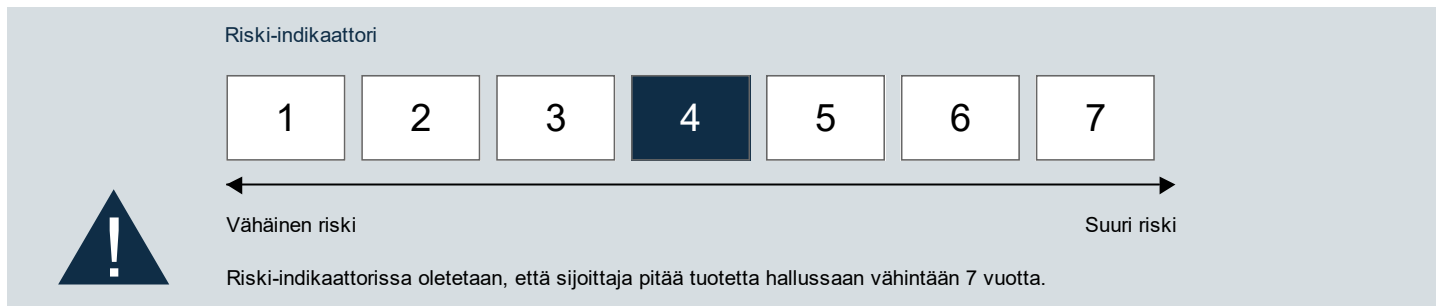 Riski-indikaattori
1 2 3 4 5 6 7
Vähäinen riski Suuri riski
!
Riski-indikaattorissa oletetaan, että sijoittaja pitää tuotetta hallussaan vähintään 7 vuotta.